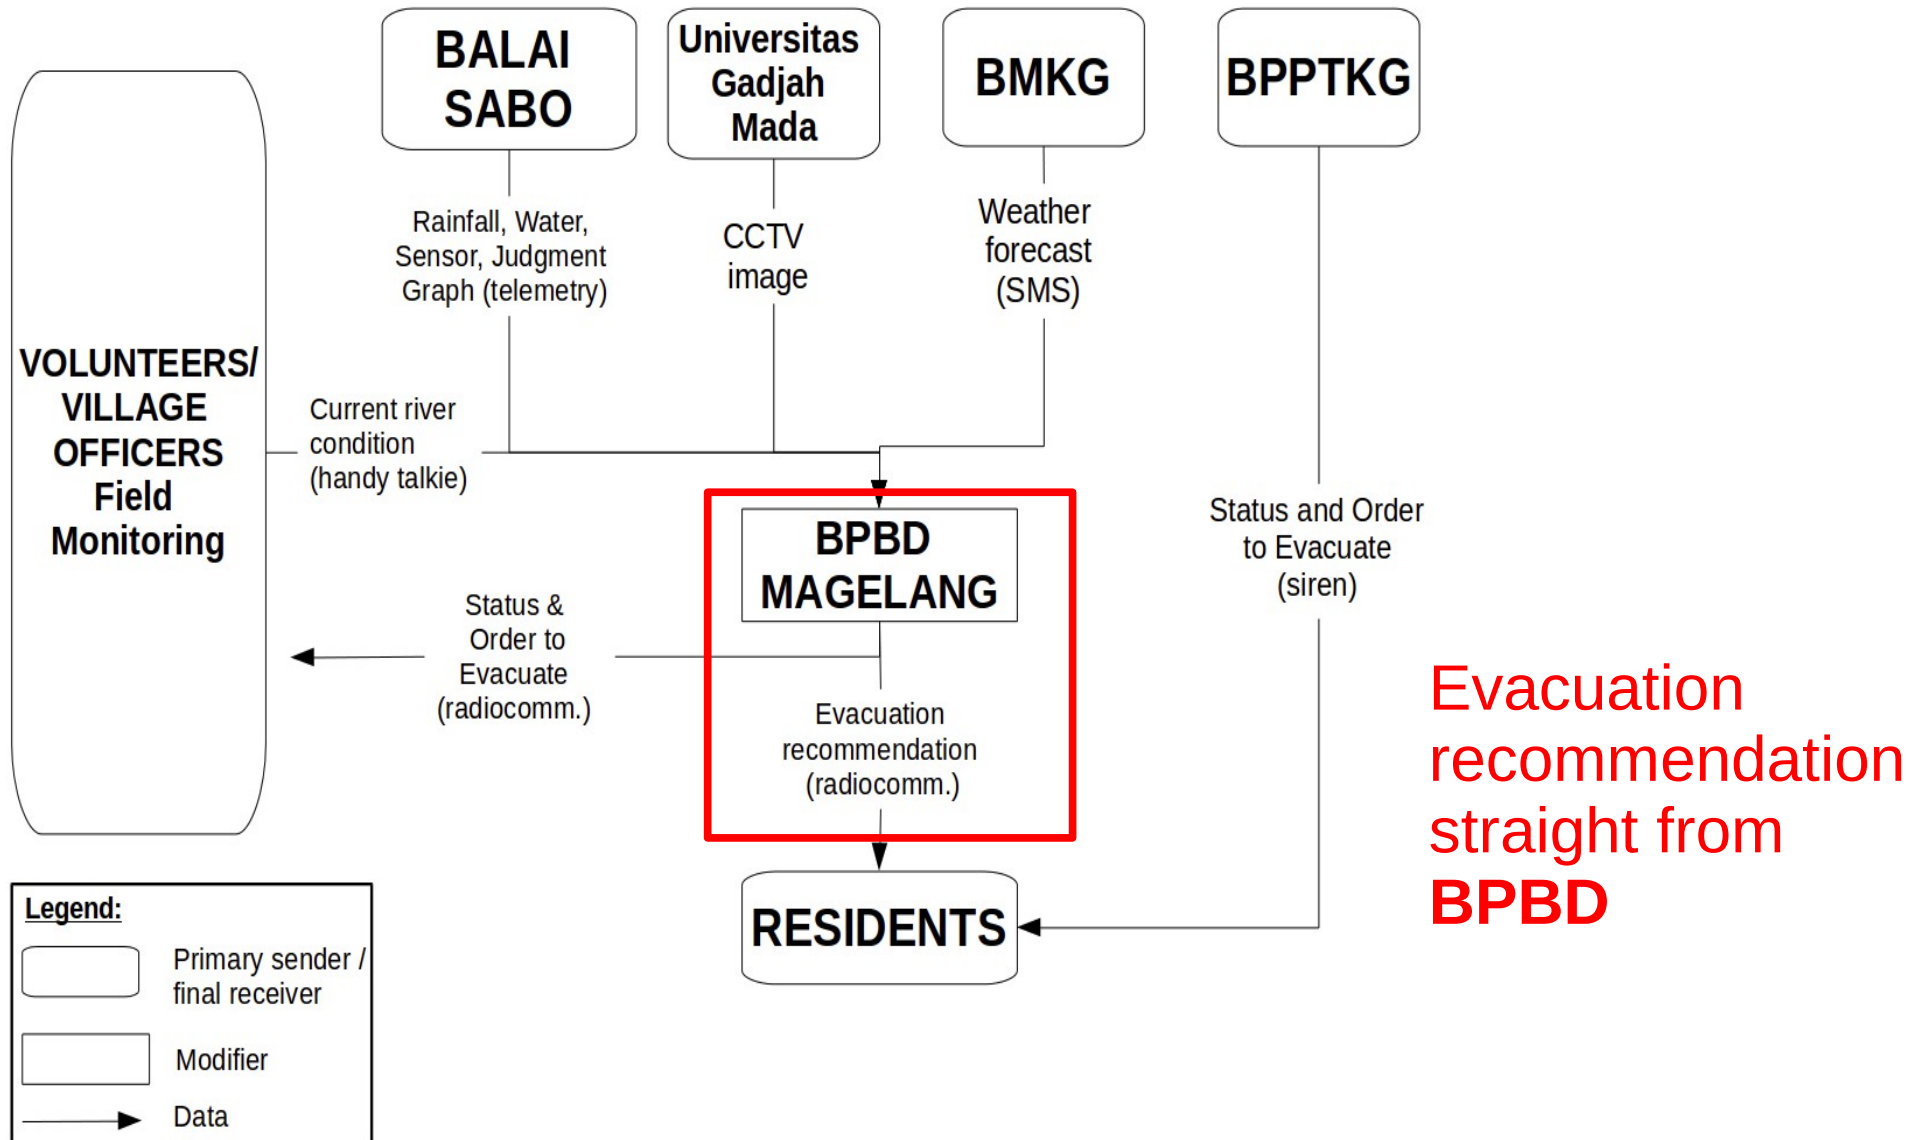 BALAI
SABO
Universitas
Gadjah
Mada
BMKG
BPPTKG
Rainfall, Water,
Sensor, Judgment
Graph (telemetry)
CCTV
image
Weather
forecast
(SMS)
VOLUNTEERS/
VILLAGE
OFFICERS
Field
Monitoring
Current river
condition
(handy talkie)
BPBD
MAGELANG
Status and Order
to Evacuate
(siren)
Status &
Order to
Evacuate
(radiocomm.)
Evacuation
recommendation
(radiocomm.)
Evacuation
recommendation
straight from
BPBD
RESIDENTS
Legend:
Primary sender /
final receiver
Modifier
Data